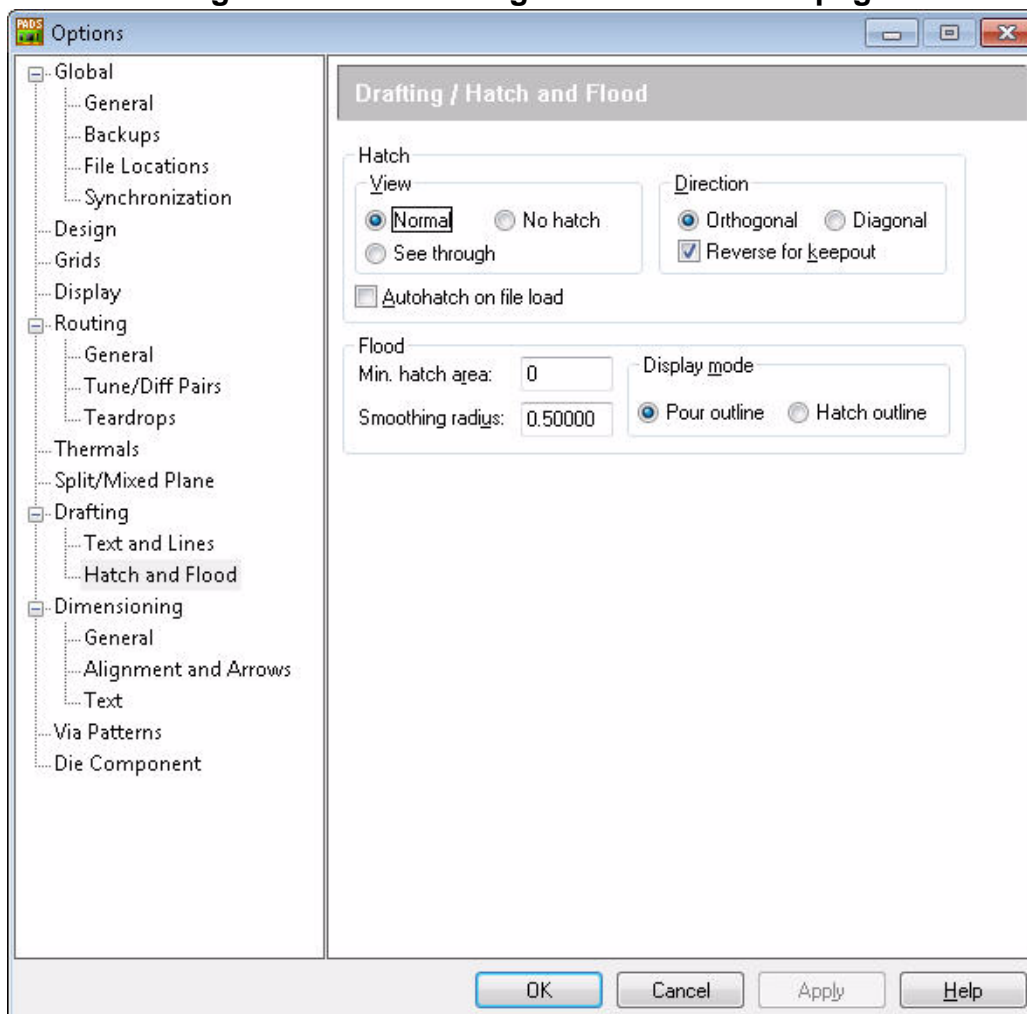 PADS
Options
Global
General
Backups
File Locations
Synchronization
Design
Grids
Display
Routing
General
Tune/Diff Pairs
Teardrops
Thermals
Split/Mixed Plane
Drafting
Text and Lines
Hatch and Flood
Dimensioning
General
Alignment and Arrows
Text
Via Patterns
Die Component
Drafting / Hatch and Flood
Hatch
View
Normal No hatch
See through
Direction
Orthogonal Diagonal
Reverse for keepout
Autohatch on file load
Flood
Min. hatch area: 0
Smoothing radius: 0.50000
Display mode
Pour outline Hatch outline
OK Cancel Apply Help